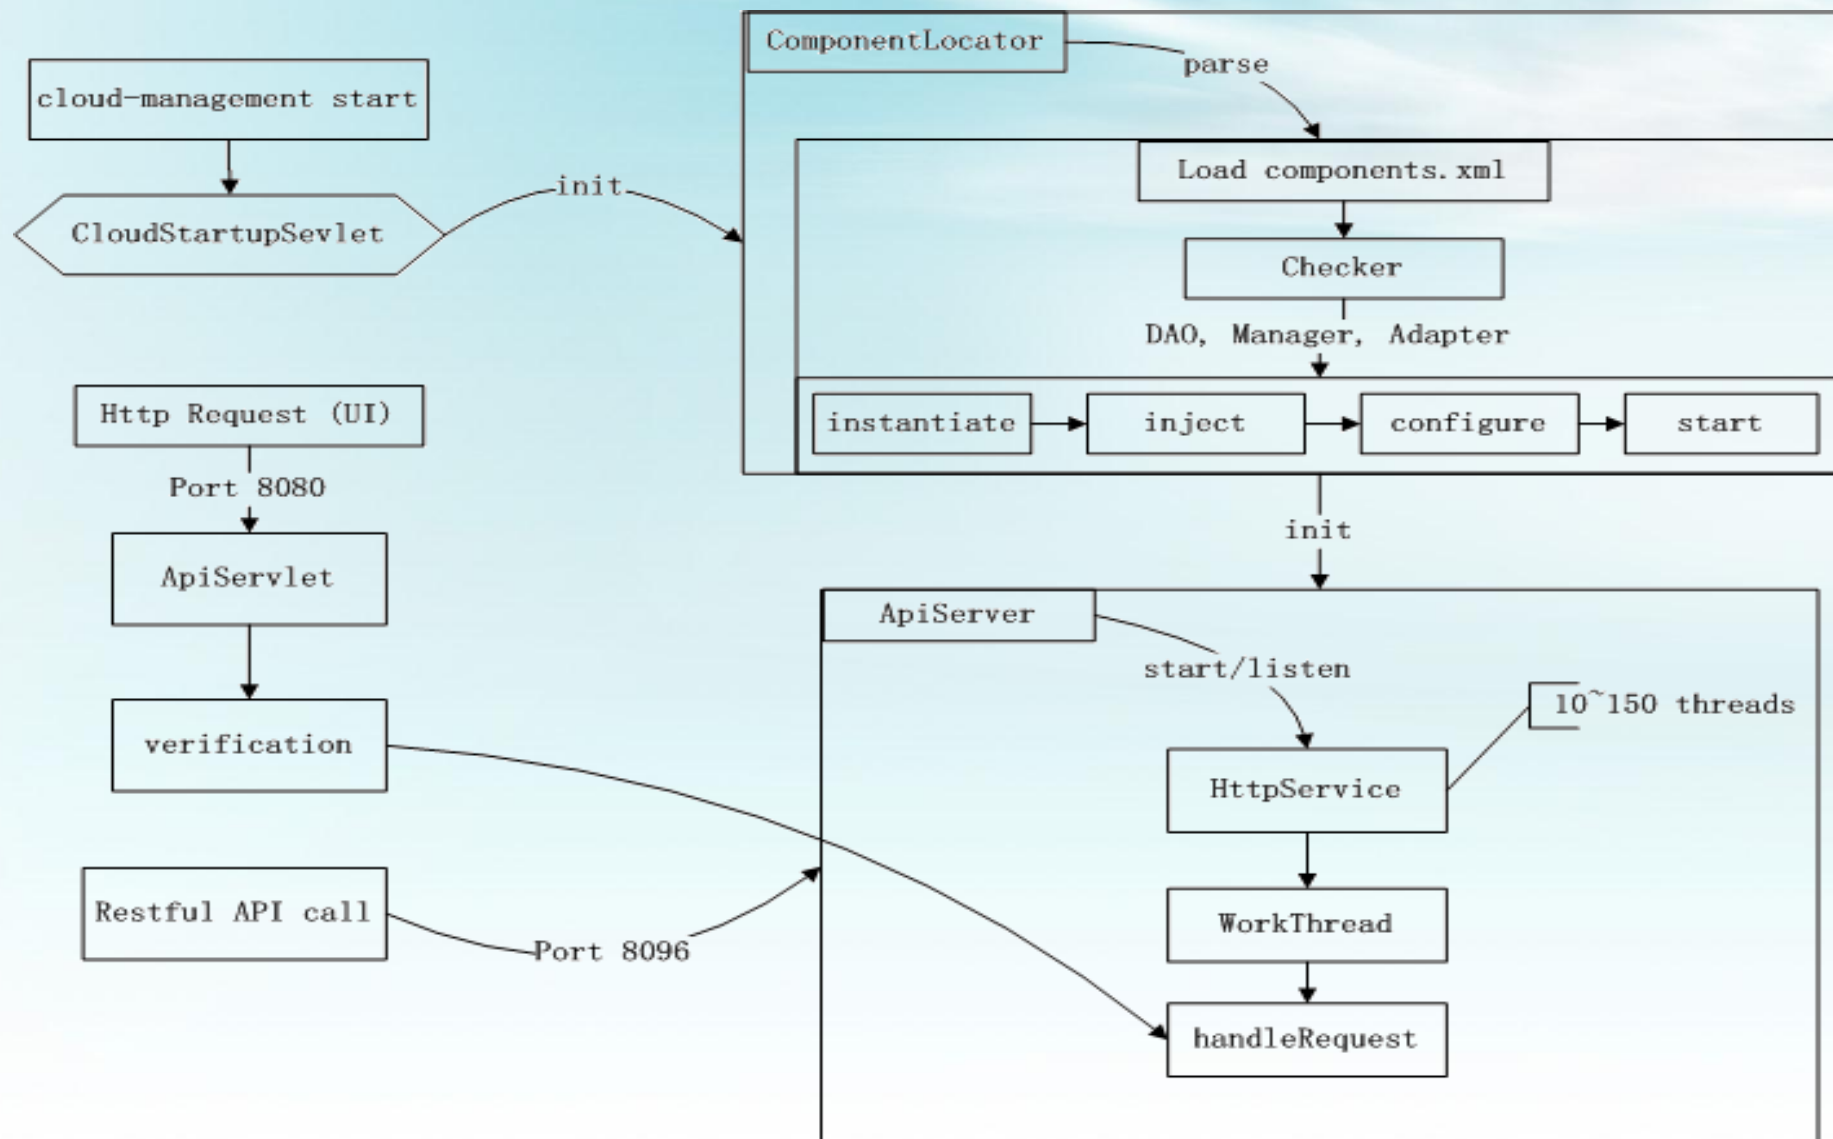 cloud-management start
CloudStartupSevlet
init
ComponentLocator
parse
Load components.xml
Checker
DAO, Manager, Adapter
instantiate
inject
configure
start
init
Http Request (UI)
Port 8080
ApiServlet
verification
Restful API call
Port 8096
ApiServer
start/listen
10~150 threads
HttpService
WorkThread
handleRequest